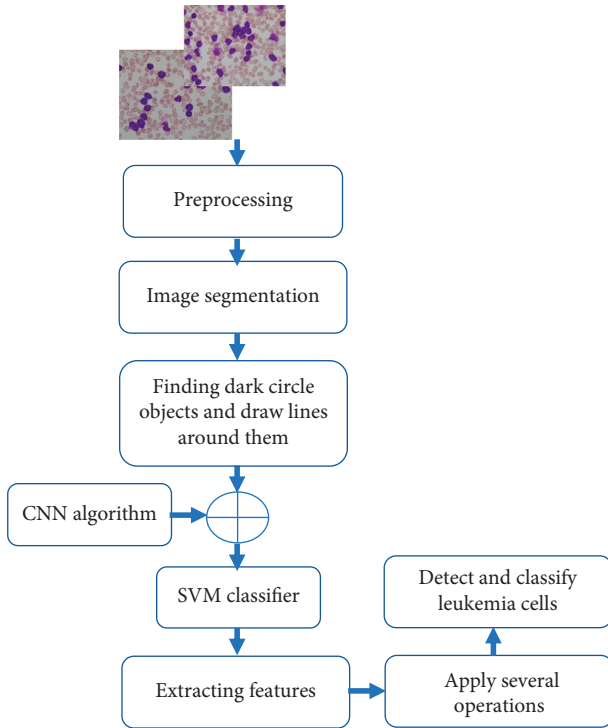 Preprocessing
Image segmentation
Finding dark circle
objects and draw lines
around them
CNN algorithm
SVM classifier
Extracting features
Apply several
operations
Detect and classify
leukemia cells